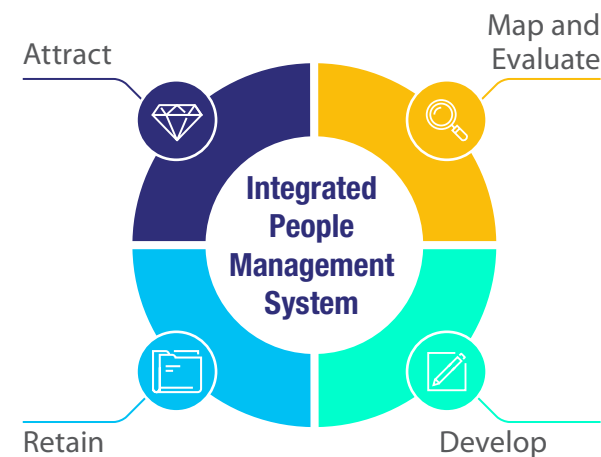 Attract
Map and
Evaluate
Integrated
People
Management
System
Retain
Develop